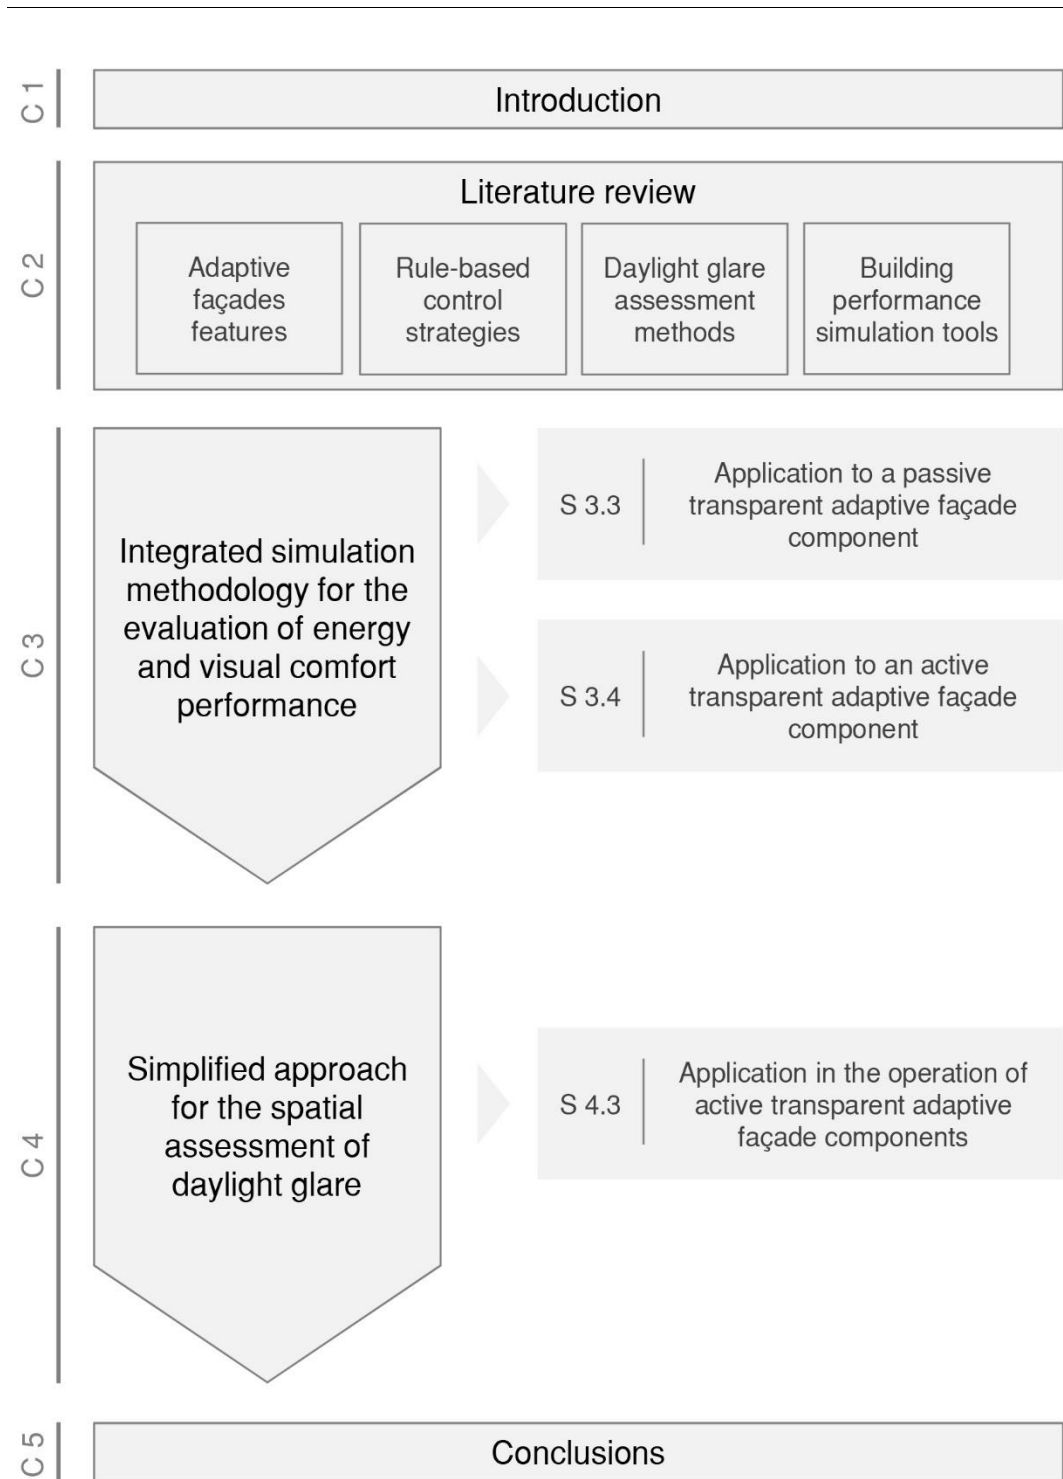 C 1
Introduction
C 2
Literature review
Adaptive
façades
features
Rule-based
control
strategies
Daylight glare
assessment
methods
Building
performance
simulation tools
C 3
Integrated simulation
methodology for the
evaluation of energy
and visual comfort
performance
S 3.3
Application to a passive
transparent adaptive façade
component
S 3.4
Application to an active
transparent adaptive façade
component
C 4
Simplified approach
for the spatial
assessment of
daylight glare
S 4.3
Application in the operation of
active transparent adaptive
façade components
C 5
Conclusions